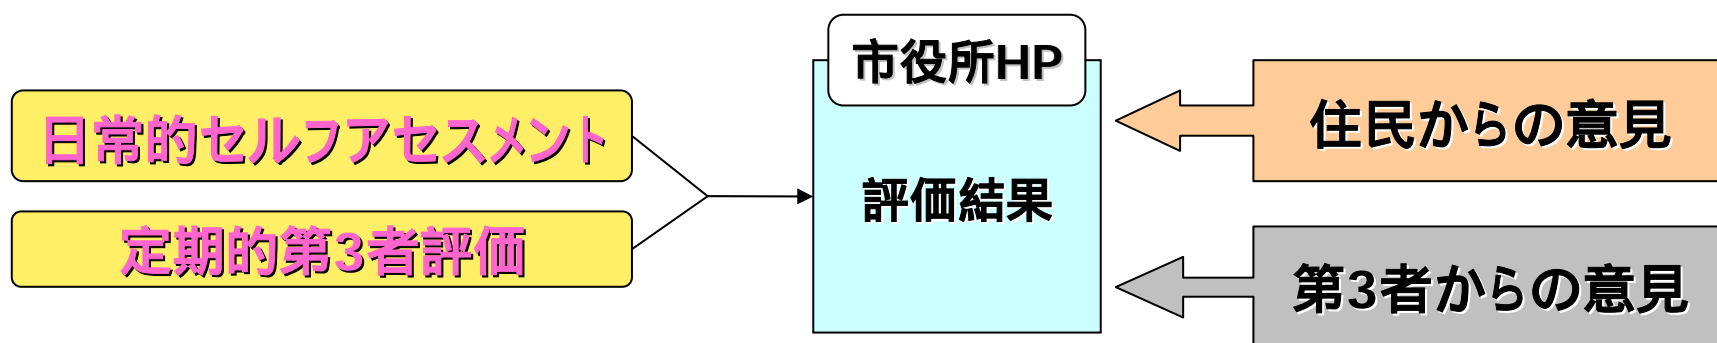 日常的セルフアセスメント
定期的第3者評価
市役所HP
評価結果
住民からの意見
第3者からの意見